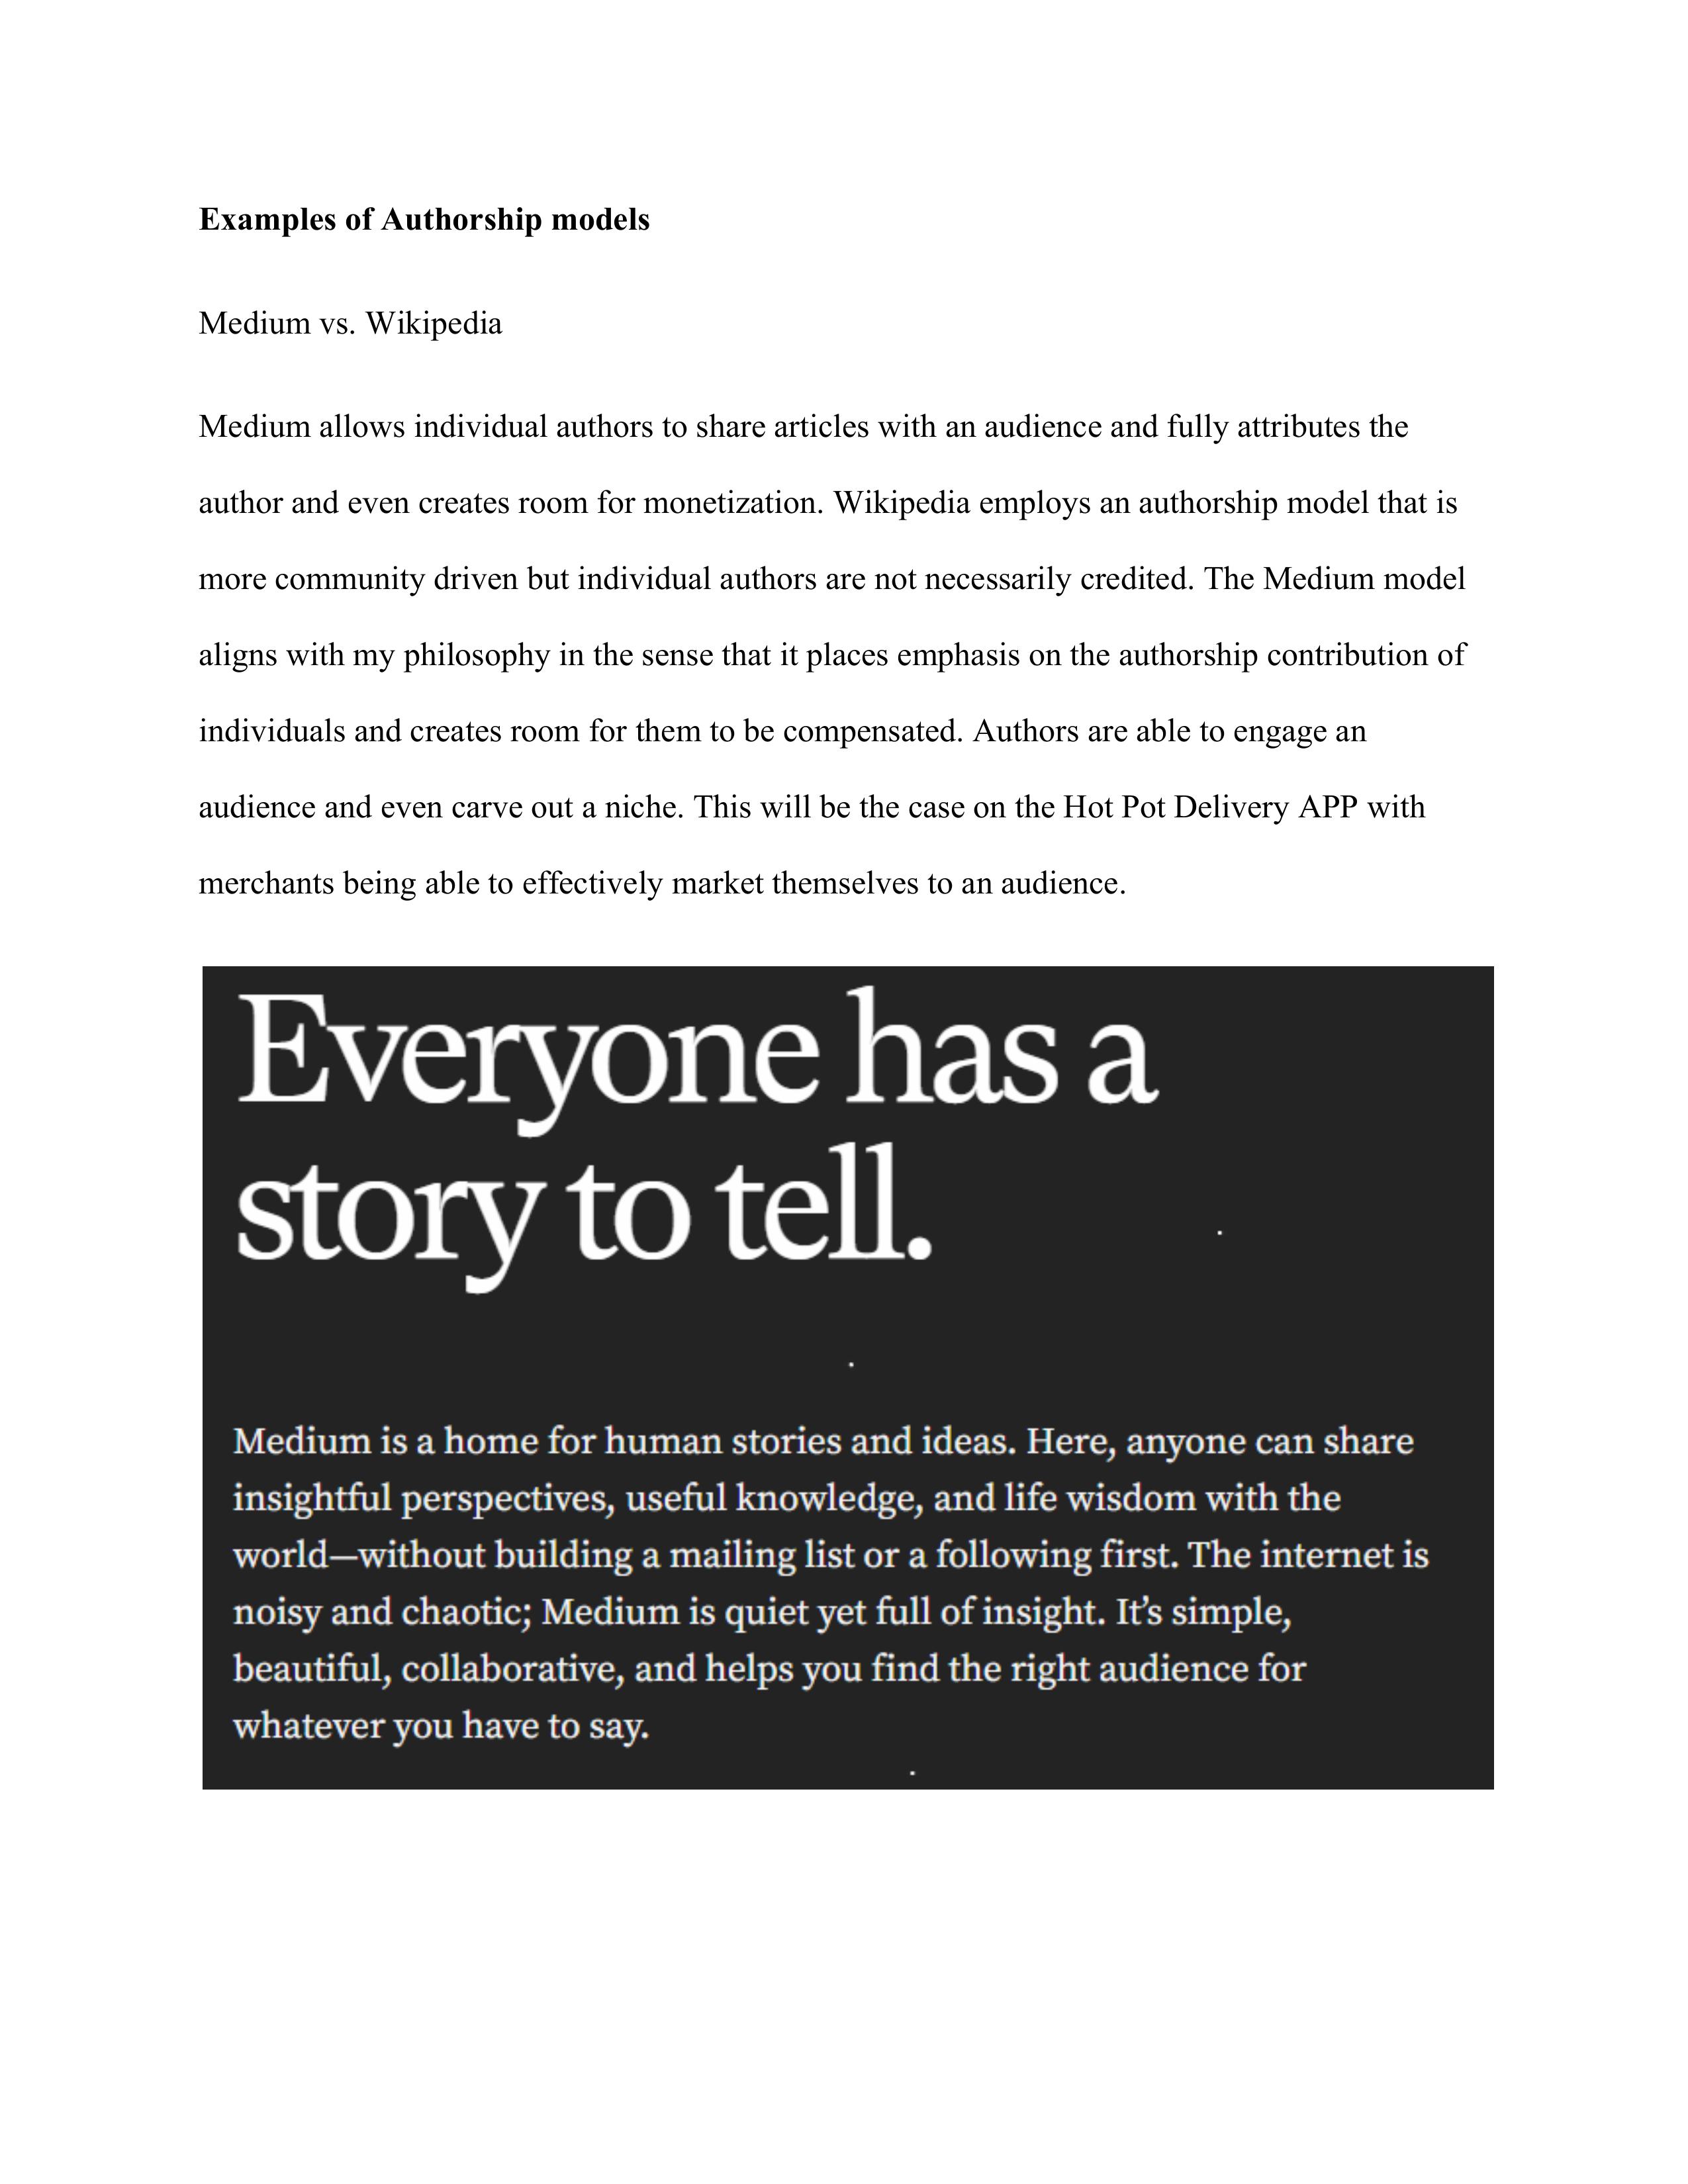 Examples of Authorship models
Medium vs. Wikipedia
Medium allows individual authors to share articles with an audience and fully attributes the
author and even creates room for monetization. Wikipedia employs an authorship model that is
more community driven but individual authors are not necessarily credited. The Medium model
aligns with my philosophy in the sense that it places emphasis on the authorship contribution of
individuals and creates room for them to be compensated. Authors are able to engage an
audience and even carve out a niche. This will be the case on the Hot Pot Delivery APP with
merchants being able to effectively market themselves to an audience.
Everyone has a
story to tell.
Medium is a home for human stories and ideas. Here, anyone can share
insightful perspectives, useful knowledge, and life wisdom with the
world—without building a mailing list or a following first. The internet is
noisy and chaotic; Medium is quiet yet full of insight. It’s simple,
beautiful, collaborative, and helps you find the right audience for
whatever you have to say.